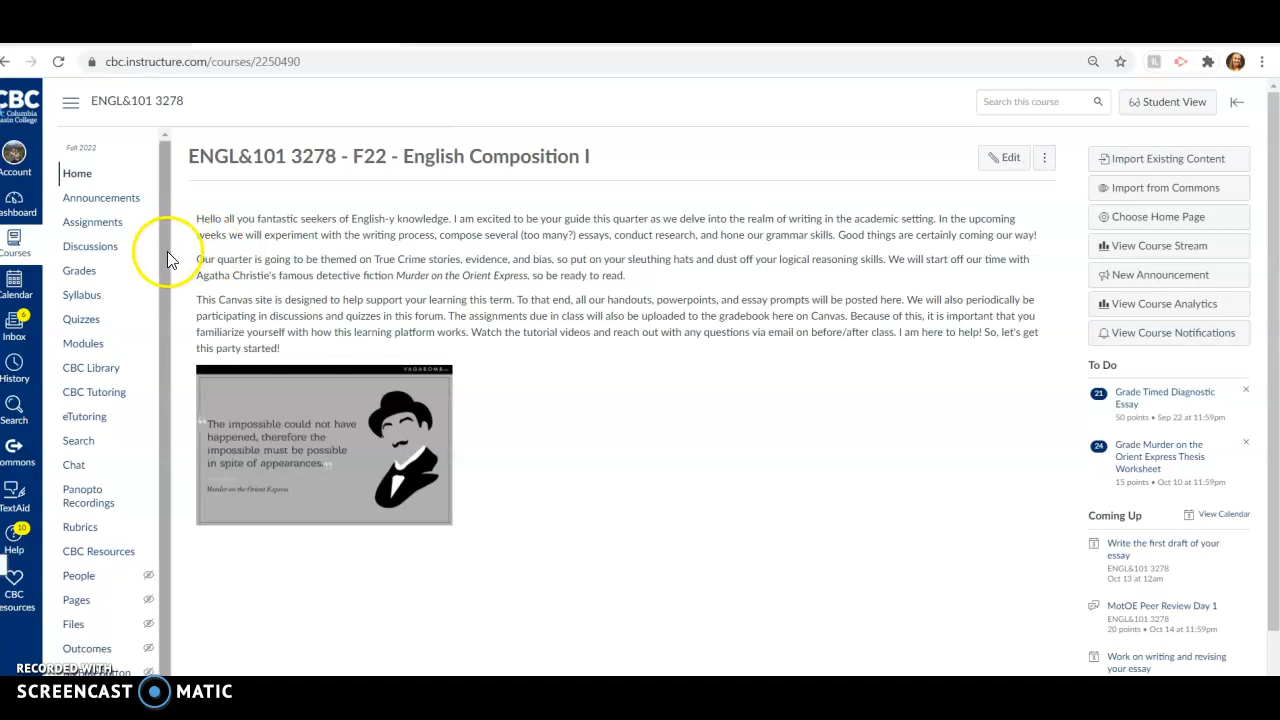 cbc.instructure.com/courses/2250490
CBC
Columbia
Basin College
ENGL&101 3278
Search this course
Student View
Account
Dashboard
Courses
Calendar
6
Inbox
History
Search
Commons
TextAid
10
Help
CBC
Resources
Fall 2022
Home
Announcements
Assignments
Discussions
Grades
Syllabus
Quizzes
Modules
CBC Library
CBC Tutoring
eTutoring
Search
Chat
Panopto
Recordings
Rubrics
CBC Resources
People
Pages
Files
Outcomes
ENGL&101 3278 - F22 - English Composition I
Edit
Hello all you fantastic seekers of English-y knowledge. I am excited to be your guide this quarter as we delve into the realm of writing in the academic setting. In the upcoming
weeks we will experiment with the writing process, compose several (too many?) essays, conduct research, and hone our grammar skills. Good things are certainly coming our way!
Our quarter is going to be themed on True Crime stories, evidence, and bias, so put on your sleuthing hats and dust off your logical reasoning skills. We will start off our time with
Agatha Christie's famous detective fiction Murder on the Orient Express, so be ready to read.
This Canvas site is designed to help support your learning this term. To that end, all our handouts, powerpoints, and essay prompts will be posted here. We will also periodically be
participating in discussions and quizzes in this forum. The assignments due in class will also be uploaded to the gradebook here on Canvas. Because of this, it is important that you
familiarize yourself with how this learning platform works. Watch the tutorial videos and reach out with any questions via email on before/after class. I am here to help! So, let's get
this party started!
VAGABOMB
"The impossible could not have
happened, therefore the
impossible must be possible
in spite of appearances."
Murder on the Orient Express
Import Existing Content
Import from Commons
Choose Home Page
View Course Stream
New Announcement
View Course Analytics
View Course Notifications
To Do
21
Grade Timed Diagnostic
Essay
50 points • Sep 22 at 11:59pm
24
Grade Murder on the
Orient Express Thesis
Worksheet
15 points • Oct 10 at 11:59pm
Coming Up
View Calendar
Write the first draft of your
essay
ENGL&101 3278
Oct 13 at 12am
MotOE Peer Review Day 1
ENGL&101 3278
20 points • Oct 14 at 11:59pm
Work on writing and revising
your essay
RECORDED WITH
SCREENCAST MATIC